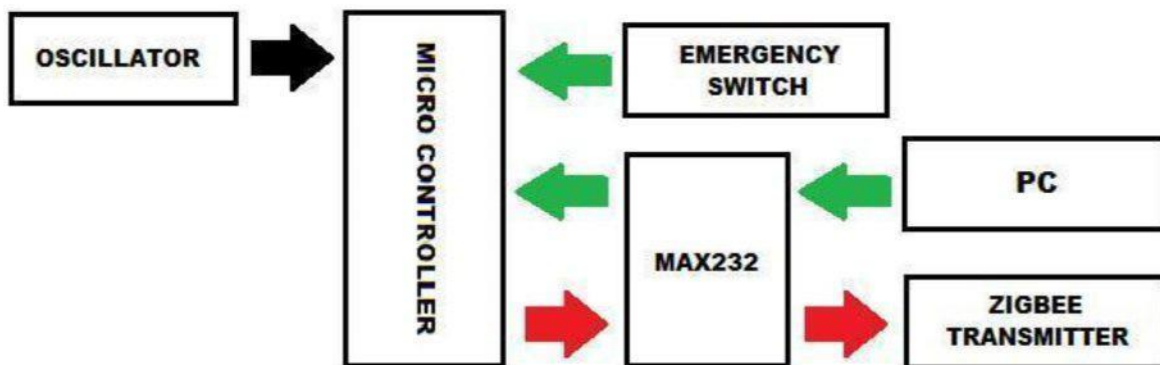 OSCILLATOR
MICRO CONTROLLER
EMERGENCY
SWITCH
MAX232
PC
ZIGBEE
TRANSMITTER